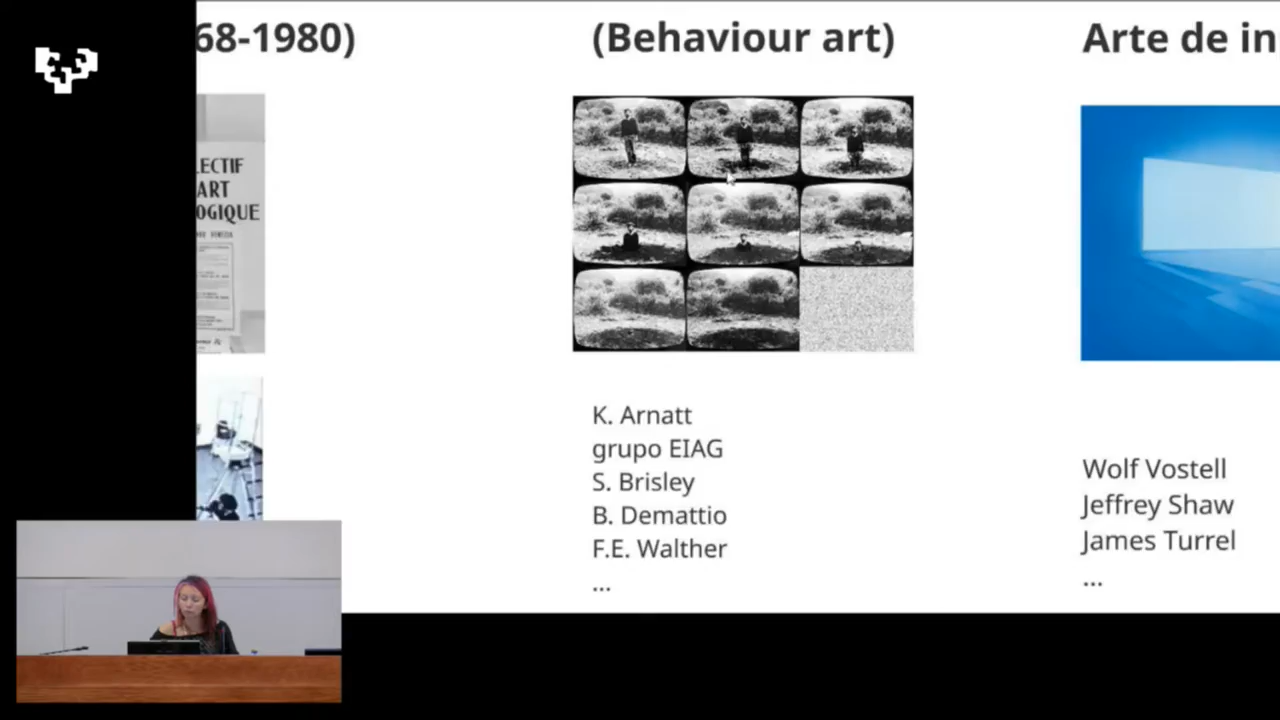 68-1980)
(Behaviour art)
Arte de in
LECTIF
ART
OGIQUE
K. Arnatt
grupo EIAG
S. Brisley
B. Demattio
F.E. Walther
...
Wolf Vostell
Jeffrey Shaw
James Turrel
...